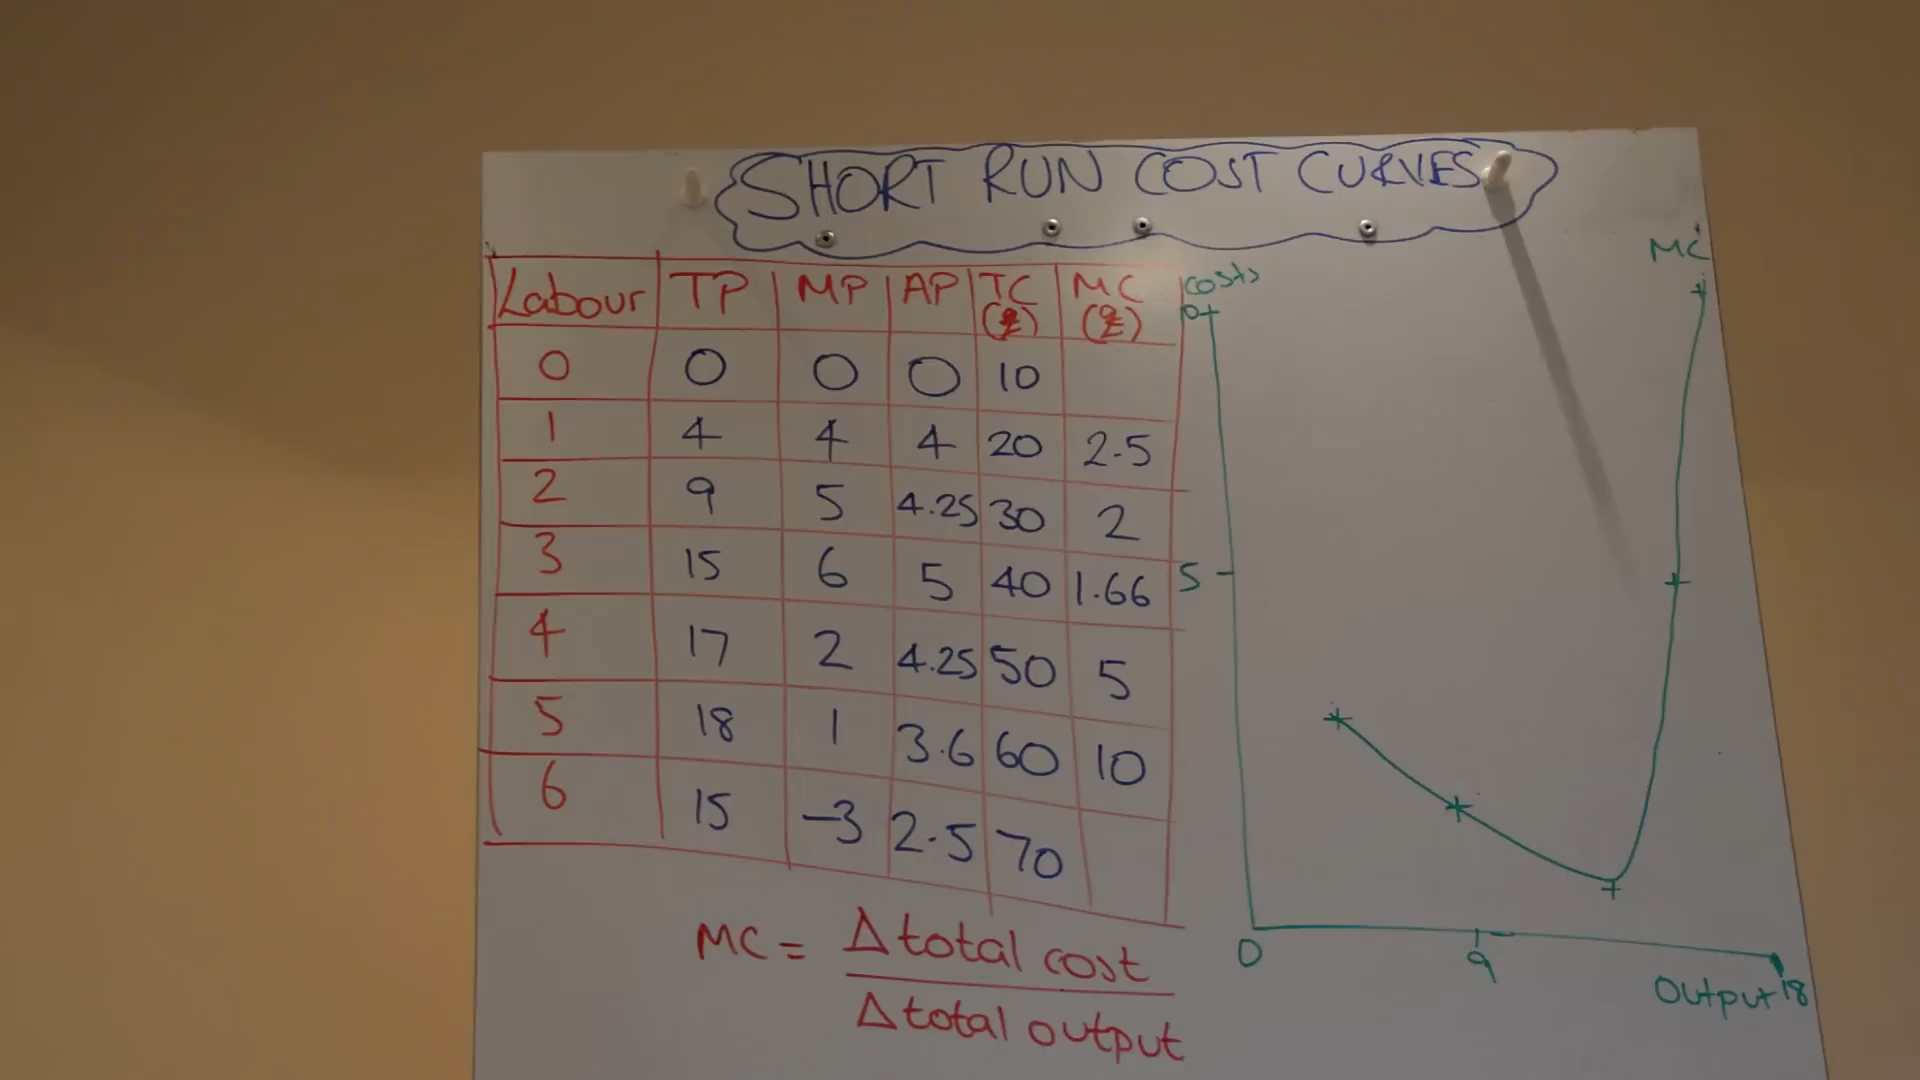 SHORT RUN COST CURVES
Labour TP MP AP TC (£) MC (£)
0 0 0 0 10
1 4 4 4 20 2.5
2 9 5 4.25 30 2
3 15 6 5 40 1.66
4 17 2 4.25 50 5
5 18 1 3.6 60 10
6 15 -3 2.5 70
MC = Δ total cost
Δ total output
costs
5
0
9
18
Output
MC